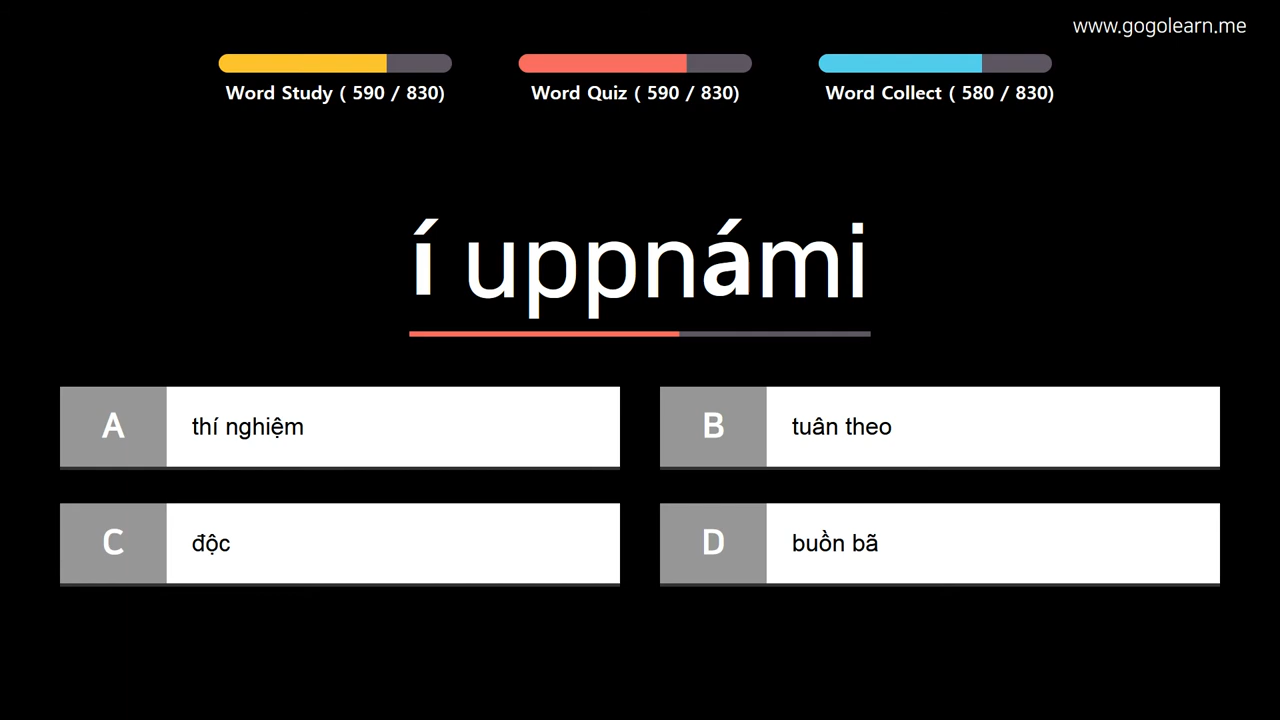 www.gogolearn.me
Word Study ( 590 / 830)
Word Quiz ( 590 / 830)
Word Collect ( 580 / 830)
í uppnámi
A
thí nghiệm
B
tuân theo
C
độc
D
buồn bã